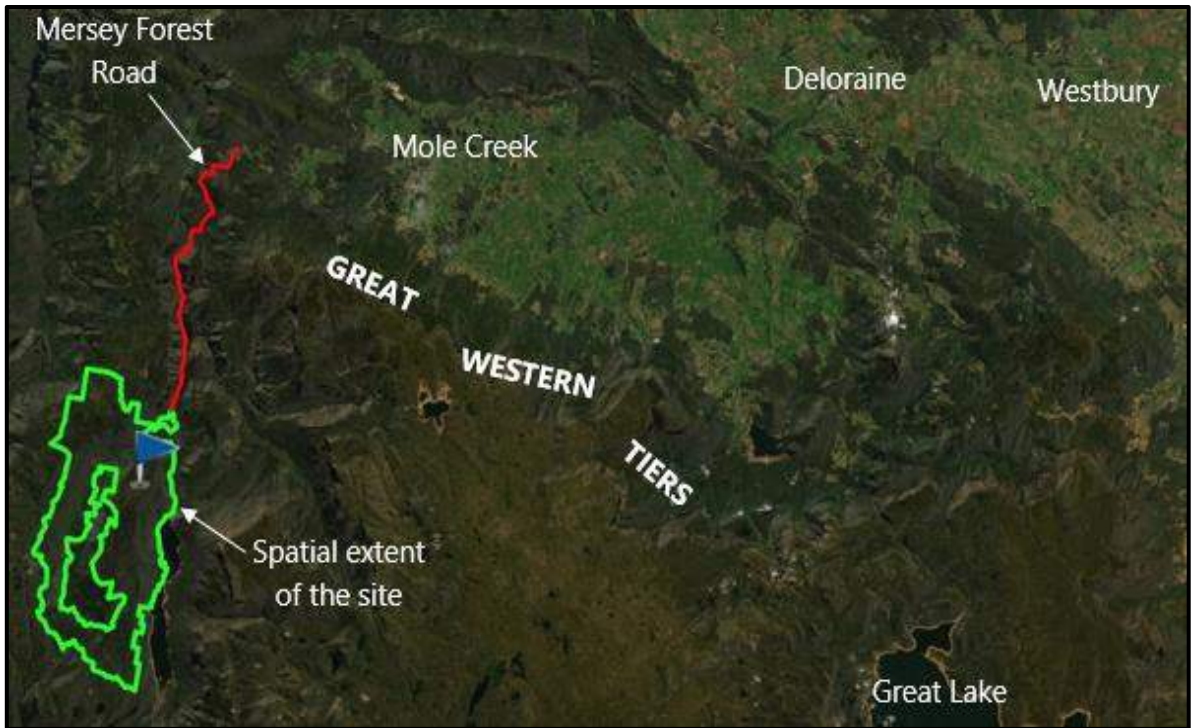 Mersey Forest
Road
Deloraine
Westbury
Mole Creek
GREAT
WESTERN
TIERS
Spatial extent
of the site
Great Lake